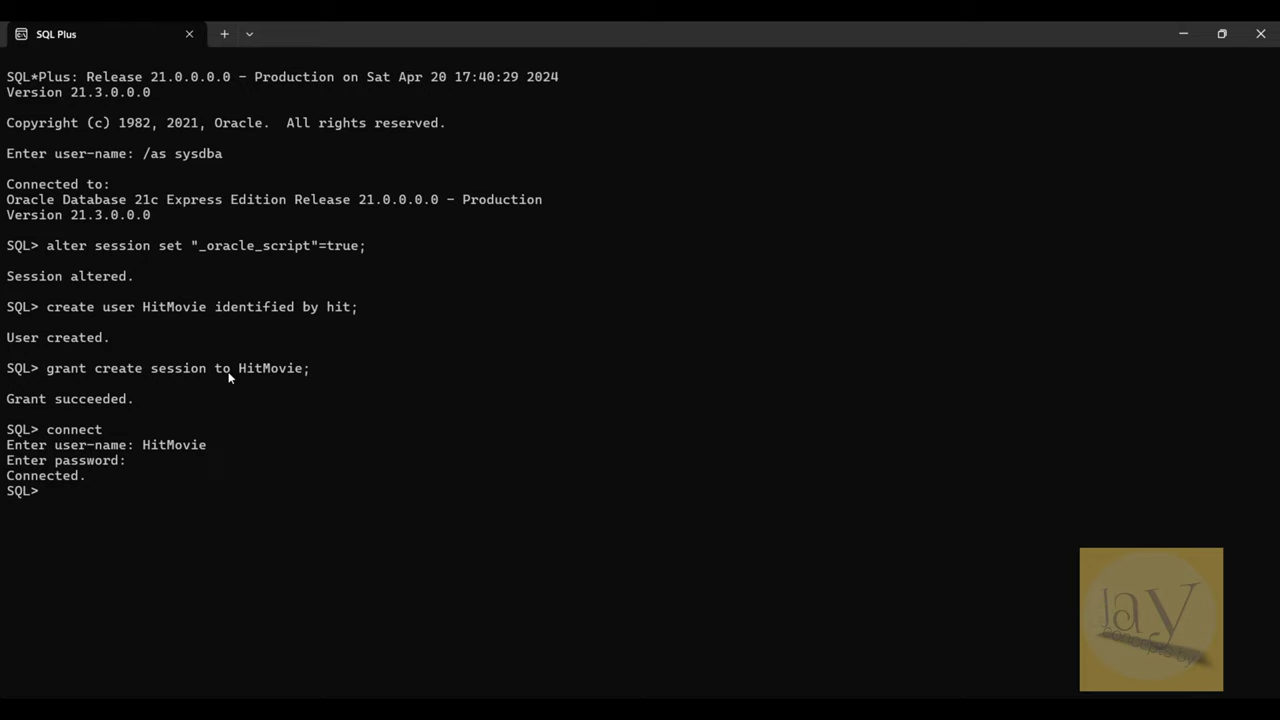 SQL Plus
SQL*Plus: Release 21.0.0.0.0 - Production on Sat Apr 20 17:40:29 2024
Version 21.3.0.0.0
Copyright (c) 1982, 2021, Oracle.  All rights reserved.
Enter user-name: /as sysdba
Connected to:
Oracle Database 21c Express Edition Release 21.0.0.0.0 - Production
Version 21.3.0.0.0
SQL> alter session set "_oracle_script"=true;
Session altered.
SQL> create user HitMovie identified by hit;
User created.
SQL> grant create session to HitMovie;
Grant succeeded.
SQL> connect
Enter user-name: HitMovie
Enter password:
Connected.
SQL>
Jay
concepts by